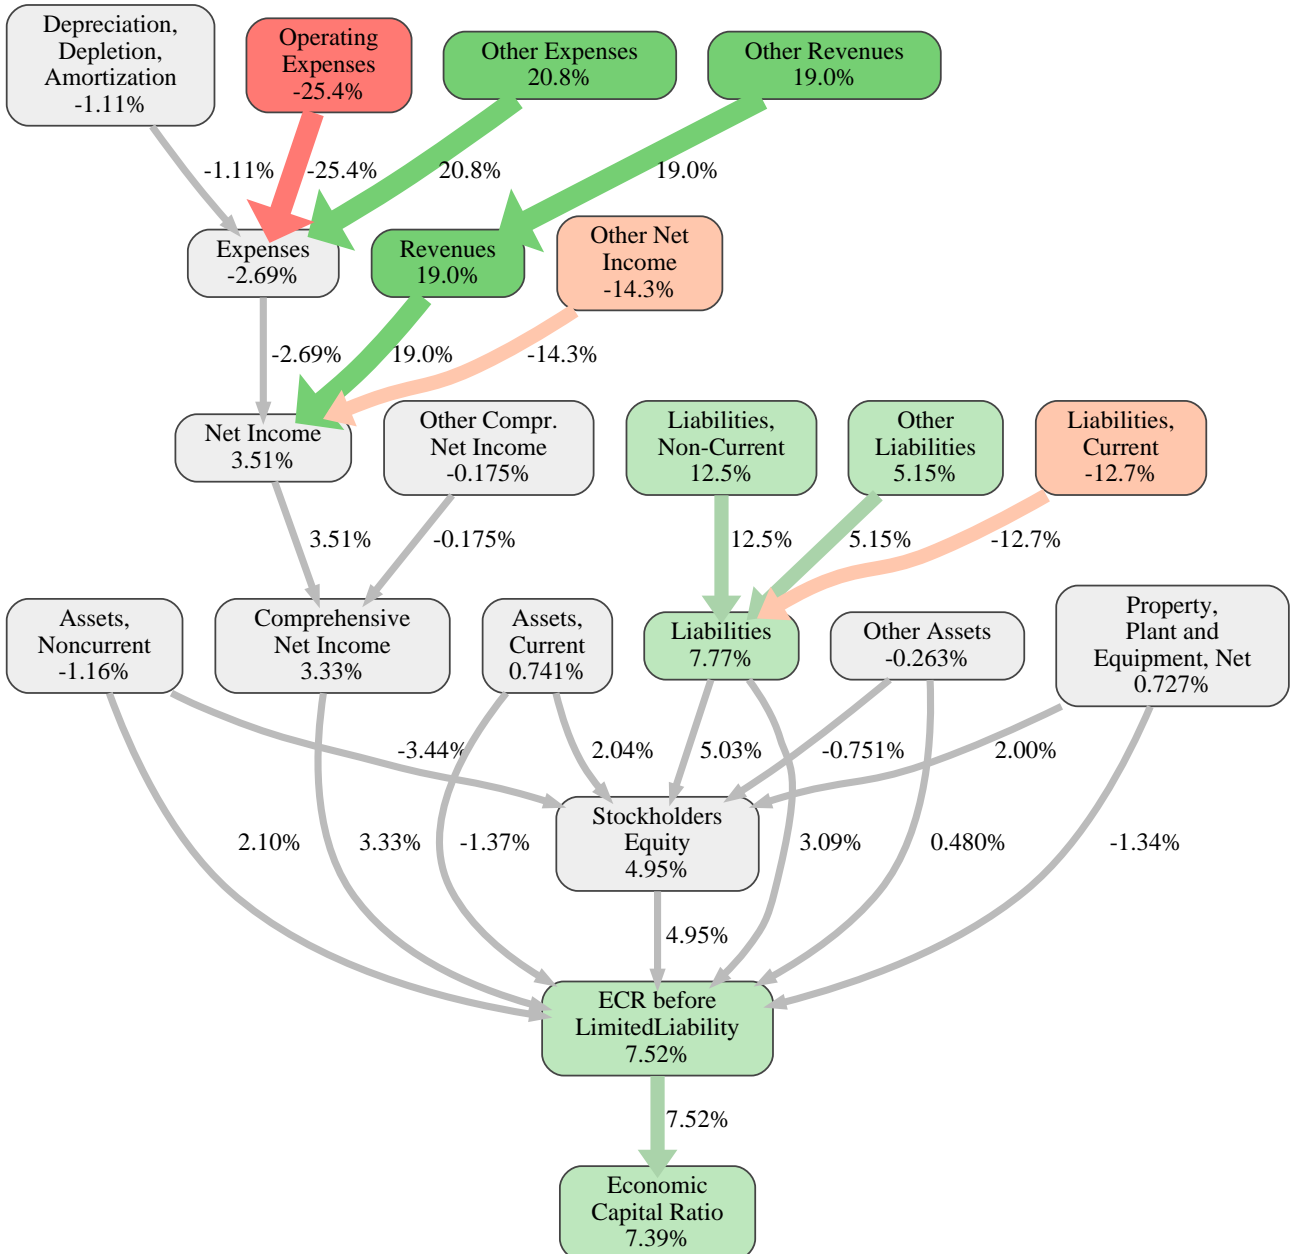 Depreciation,
Depletion,
Amortization
-1.11%
Operating
Expenses
-25.4%
Other Expenses
20.8%
Other Revenues
19.0%
-1.11%
-25.4%
20.8%
19.0%
Expenses
-2.69%
Revenues
19.0%
Other Net
Income
-14.3%
-2.69%
19.0%
-14.3%
Net Income
3.51%
Other Compr.
Net Income
-0.175%
Liabilities,
Non-Current
12.5%
Other
Liabilities
5.15%
Liabilities,
Current
-12.7%
3.51%
-0.175%
12.5%
5.15%
-12.7%
Assets,
Noncurrent
-1.16%
Comprehensive
Net Income
3.33%
Assets,
Current
0.741%
Liabilities
7.77%
Other Assets
-0.263%
Property,
Plant and
Equipment, Net
0.727%
-3.44%
2.04%
5.03%
-0.751%
2.00%
Stockholders
Equity
4.95%
2.10%
3.33%
-1.37%
3.09%
0.480%
-1.34%
4.95%
ECR before
LimitedLiability
7.52%
7.52%
Economic
Capital Ratio
7.39%